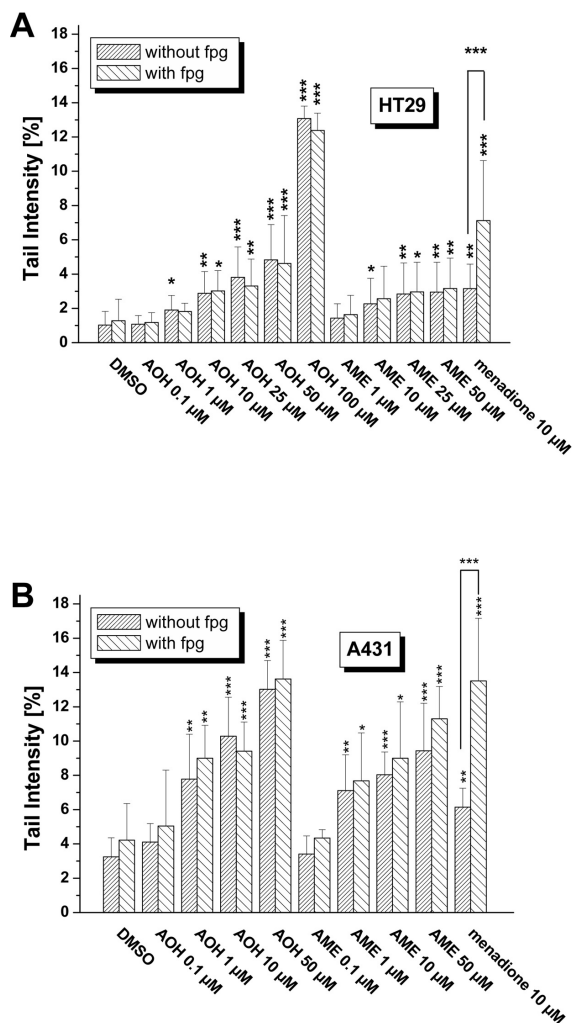 A
without fpg
with fpg
HT29
***
Tail Intensity [%]
18
16
14
12
10
8
6
4
2
0
* ** * *** ** *** *** *** *** * ** * ** ** ** ***
DMSO
AOH 0.1 µM
AOH 1 µM
AOH 10 µM
AOH 25 µM
AOH 50 µM
AOH 100 µM
AME 1 µM
AME 10 µM
AME 25 µM
AME 50 µM
menadione 10 µM
B
without fpg
with fpg
A431
***
Tail Intensity [%]
18
16
14
12
10
8
6
4
2
0
** ** *** *** *** *** ** * *** * *** *** ** ***
DMSO
AOH 0.1 µM
AOH 1 µM
AOH 10 µM
AOH 50 µM
AME 0.1 µM
AME 1 µM
AME 10 µM
AME 50 µM
menadione 10 µM